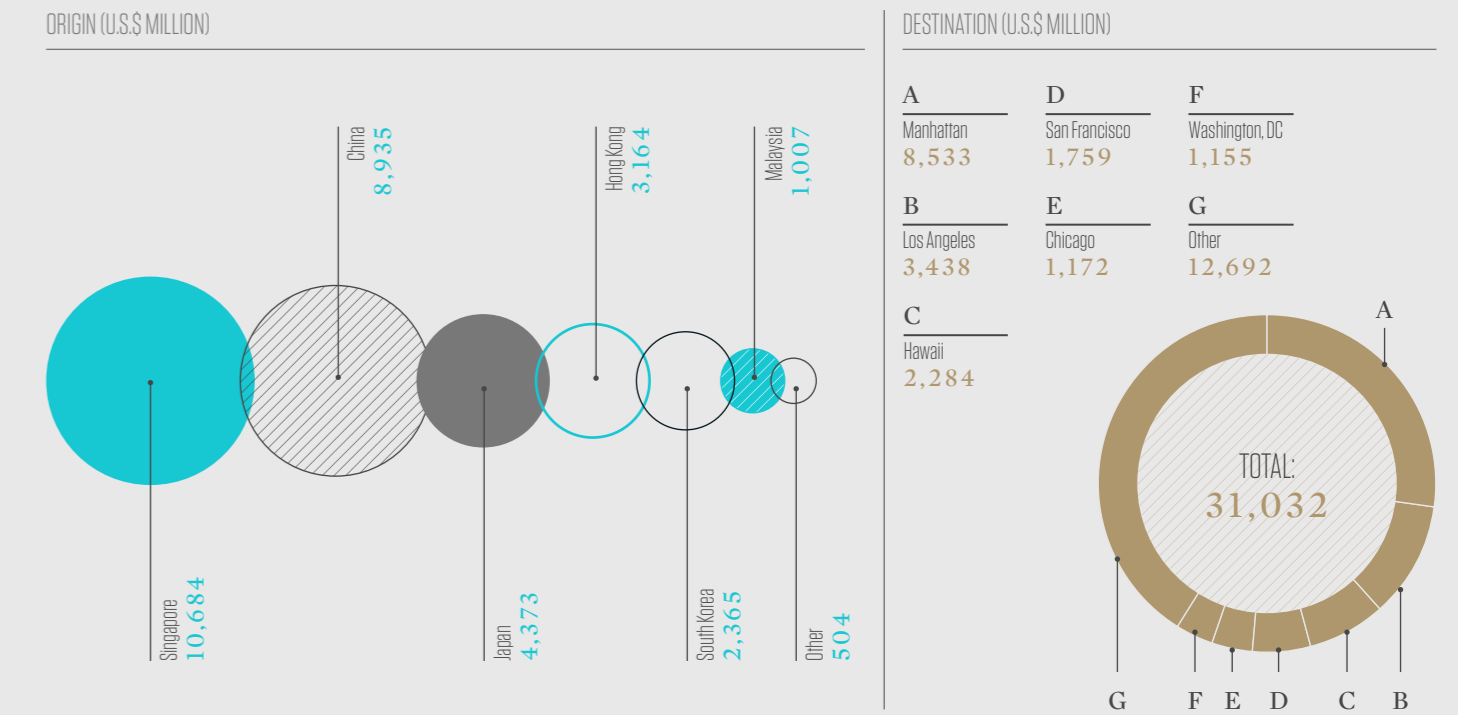 ORIGIN (U.S.$ MILLION)
China
8,935
Hong Kong
3,164
Malaysia
1,007
Singapore
10,684
Japan
4,373
South Korea
2,365
Other
504
DESTINATION (U.S.$ MILLION)
A
Manhattan
8,533
D
San Francisco
1,759
F
Washington, DC
1,155
B
Los Angeles
3,438
E
Chicago
1,172
G
Other
12,692
C
Hawaii
2,284
A
TOTAL:
31,032
G F E D C B